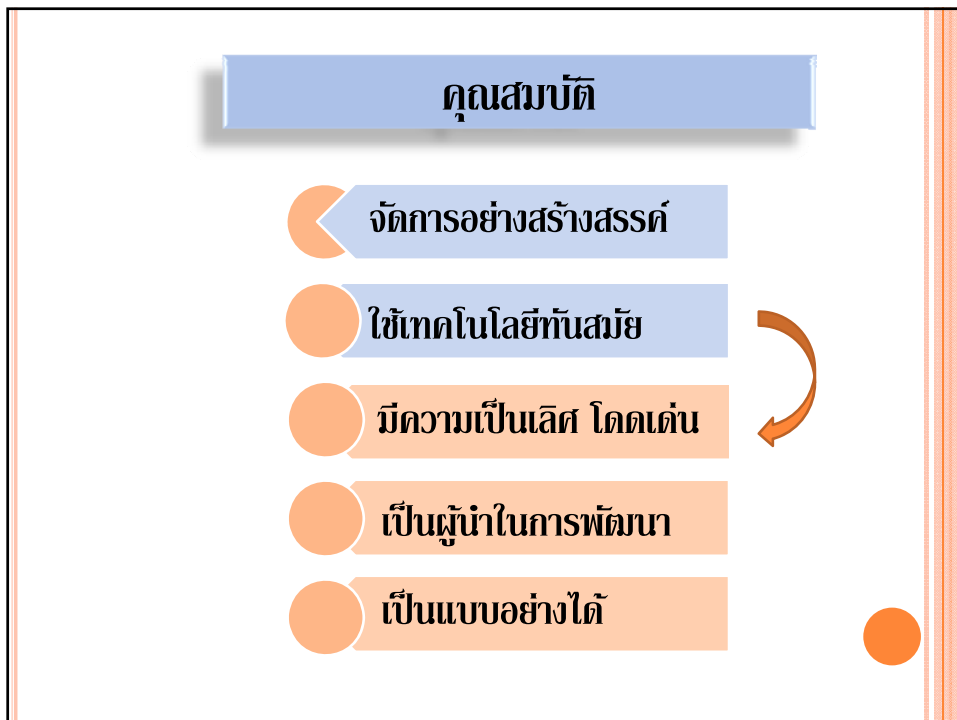 คุณสมบัติ
จัดการอย่างสร้างสรรค์
ใช้เทคโนโลยีทันสมัย
มีความเป็นเลิศ โดดเด่น
เป็นผู้นำในการพัฒนา
เป็นแบบอย่างได้